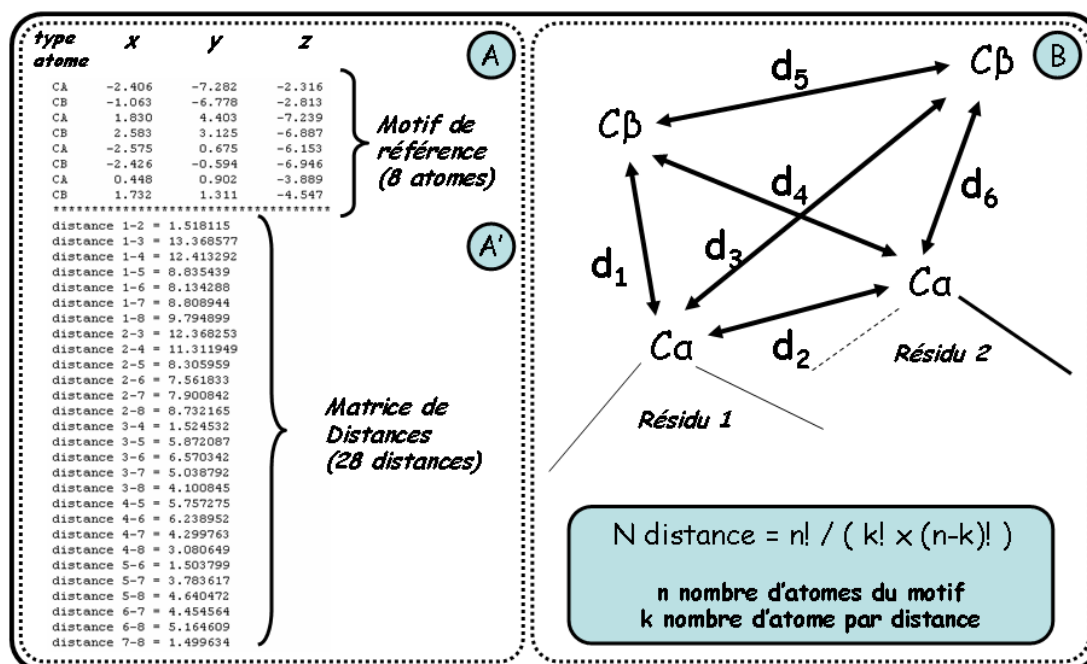 type atome x y z
CA -2.406 -7.282 -2.316
CB -1.063 -6.778 -2.813
CA 1.830 4.403 -7.239
CB 2.583 3.125 -6.887
CA -2.575 0.675 -6.153
CB -2.426 -0.594 -6.946
CA 0.448 0.902 -3.889
CB 1.732 1.311 -4.547
************************************
A
Motif de
référence
(8 atomes)
distance 1-2 = 1.518115
distance 1-3 = 13.368577
distance 1-4 = 12.413292
distance 1-5 = 8.835439
distance 1-6 = 8.134288
distance 1-7 = 8.808944
distance 1-8 = 9.794899
distance 2-3 = 12.368253
distance 2-4 = 11.311949
distance 2-5 = 8.305959
distance 2-6 = 7.561833
distance 2-7 = 7.900842
distance 2-8 = 8.732165
distance 3-4 = 1.524532
distance 3-5 = 5.872087
distance 3-6 = 6.570342
distance 3-7 = 5.038792
distance 3-8 = 4.100845
distance 4-5 = 5.757275
distance 4-6 = 6.238952
distance 4-7 = 4.299763
distance 4-8 = 3.080649
distance 5-6 = 1.503799
distance 5-7 = 3.783617
distance 5-8 = 4.640472
distance 6-7 = 4.454564
distance 6-8 = 5.164609
distance 7-8 = 1.499634
A'
Matrice de
Distances
(28 distances)
B
d5
Cβ
Cβ
d4
d6
d1
d3
Cα
Cα
d2
Résidu 2
Résidu 1
N distance = n! / ( k! x (n-k)! )
n nombre d'atomes du motif
k nombre d'atome par distance